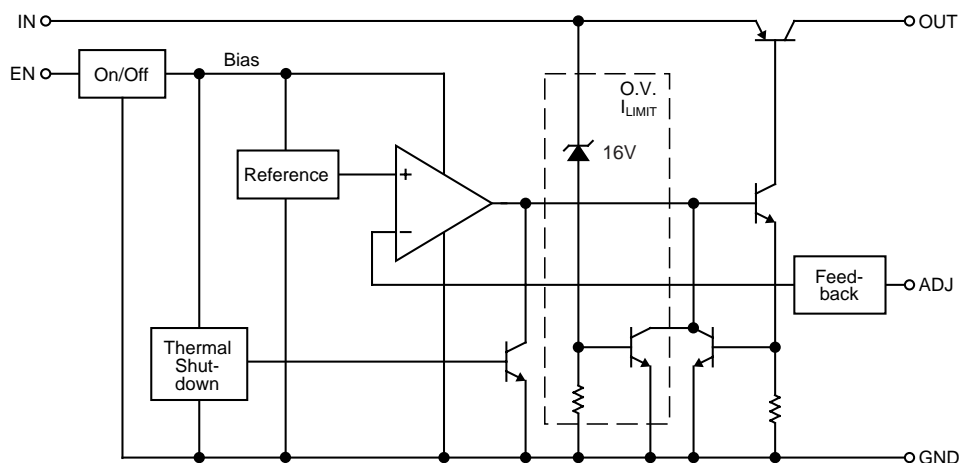 IN
OUT
EN
On/Off
Bias
O.V.
ILIMIT
16V
Reference
+
−
Feed-
back
ADJ
Thermal
Shut-
down
GND